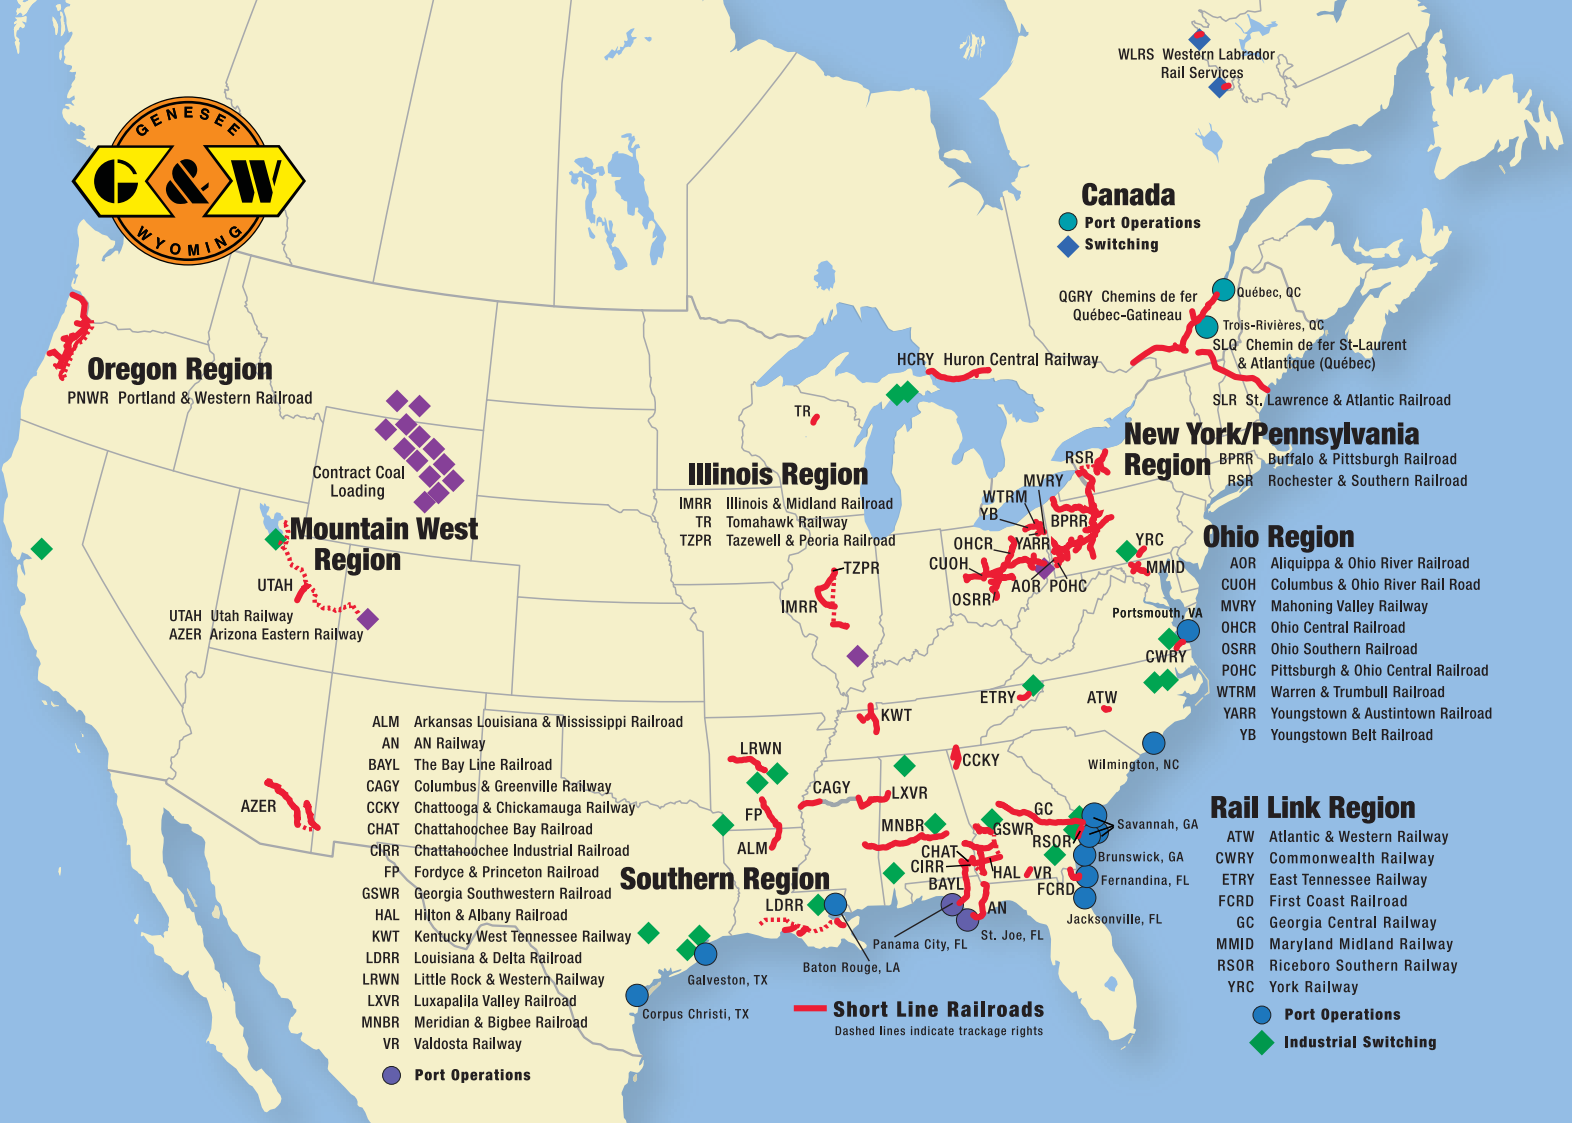 GENESEE
G&W
WYOMING
WLRS Western Labrador
Rail Services
Canada
Port Operations
Switching
QGRY Chemins de fer
Québec-Gatineau
Québec, QC
Trois-Rivières, QC
SLQ Chemin de fer St-Laurent
& Atlantique (Québec)
HCRY Huron Central Railway
SLR St. Lawrence & Atlantic Railroad
Oregon Region
PNWR Portland & Western Railroad
Contract Coal
Loading
Mountain West
Region
UTAH
UTAH Utah Railway
AZER Arizona Eastern Railway
AZER
TR
Illinois Region
IMRR Illinois & Midland Railroad
TR Tomahawk Railway
TZPR Tazewell & Peoria Railroad
TZPR
IMRR
New York/Pennsylvania
Region
BPRR Buffalo & Pittsburgh Railroad
RSR Rochester & Southern Railroad
RSR
MVRY
WTRM
YB
BPRR
OHCR
YARR
CUOH
AOR
POHC
OSRR
YRC
MMID
Ohio Region
AOR Aliquippa & Ohio River Railroad
CUOH Columbus & Ohio River Rail Road
MVRY Mahoning Valley Railway
OHCR Ohio Central Railroad
OSRR Ohio Southern Railroad
POHC Pittsburgh & Ohio Central Railroad
WTRM Warren & Trumbull Railroad
YARR Youngstown & Austintown Railroad
YB Youngstown Belt Railroad
Portsmouth, VA
CWRY
ETRY
ATW
KWT
Wilmington, NC
CCKY
LRWN
CAGY
LXVR
FP
ALM
MNBR
GC
GSWR
RSOR
Savannah, GA
CHAT
CIRR
HAL
VR
BAYL
FCRD
AN
Brunswick, GA
Fernandina, FL
Jacksonville, FL
LDRR
Panama City, FL
St. Joe, FL
Baton Rouge, LA
Galveston, TX
Corpus Christi, TX
Southern Region
ALM Arkansas Louisiana & Mississippi Railroad
AN AN Railway
BAYL The Bay Line Railroad
CAGY Columbus & Greenville Railway
CCKY Chattooga & Chickamauga Railway
CHAT Chattahoochee Bay Railroad
CIRR Chattahoochee Industrial Railroad
FP Fordyce & Princeton Railroad
GSWR Georgia Southwestern Railroad
HAL Hilton & Albany Railroad
KWT Kentucky West Tennessee Railway
LDRR Louisiana & Delta Railroad
LRWN Little Rock & Western Railway
LXVR Luxapalila Valley Railroad
MNBR Meridian & Bigbee Railroad
VR Valdosta Railway
Port Operations
Short Line Railroads
Dashed lines indicate trackage rights
Rail Link Region
ATW Atlantic & Western Railway
CWRY Commonwealth Railway
ETRY East Tennessee Railway
FCRD First Coast Railroad
GC Georgia Central Railway
MMID Maryland Midland Railway
RSOR Riceboro Southern Railway
YRC York Railway
Port Operations
Industrial Switching